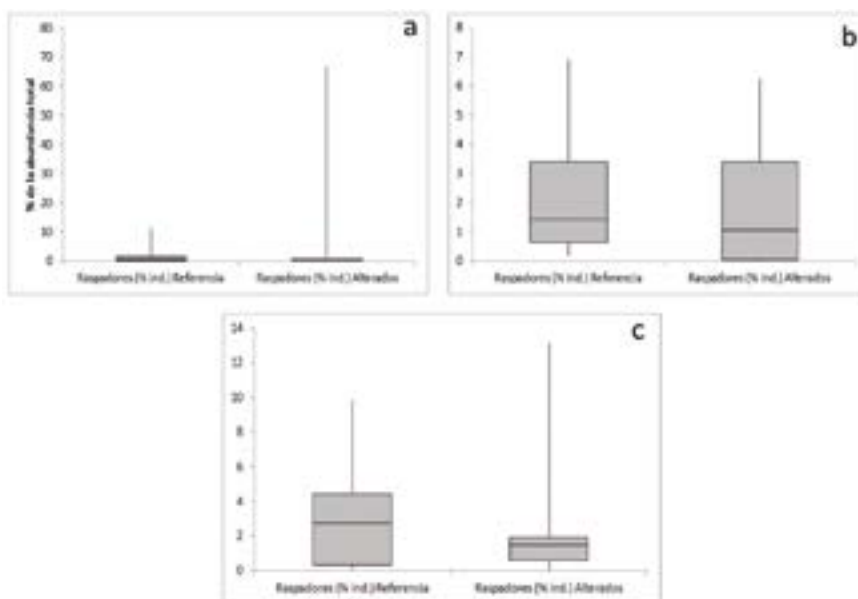 a
80
70
60
50
40
30
20
10
0
% de la abundancia total
Raspadores (% ind.) Referencia
Raspadores (% ind.) Alterados
b
8
7
6
5
4
3
2
1
0
Raspadores (% ind.) Referencia
Raspadores (% ind.) Alterados
c
14
12
10
8
6
4
2
0
Raspadores (% ind.) Referencia
Raspadores (% ind.) Alterados